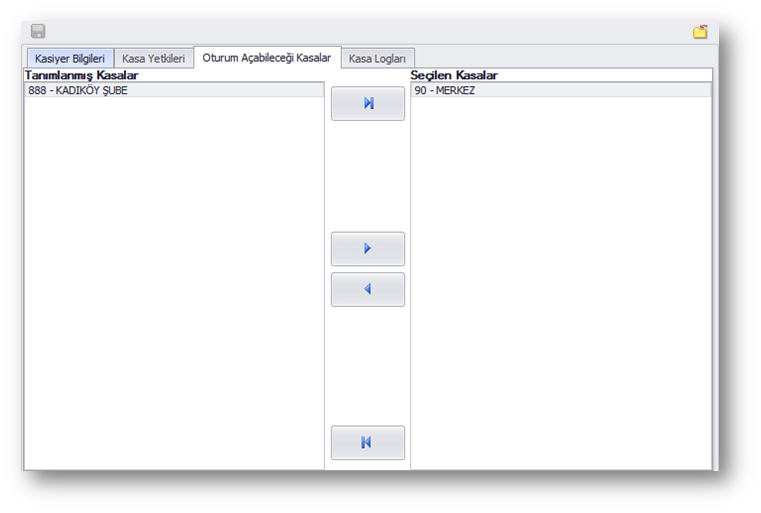 Kasiyer Bilgileri
Kasa Yetkileri
Oturum Açabileceği Kasalar
Kasa Logları
Tanımlanmış Kasalar
Seçilen Kasalar
888 - KADIKÖY ŞUBE
90 - MERKEZ